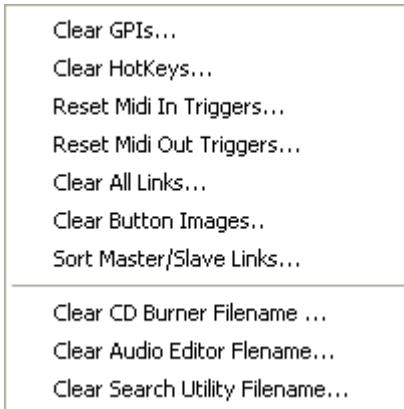 Clear GPIs...
Clear HotKeys...
Reset Midi In Triggers...
Reset Midi Out Triggers...
Clear All Links...
Clear Button Images..
Sort Master/Slave Links...
Clear CD Burner Filename ...
Clear Audio Editor Flename...
Clear Search Utility Filename...